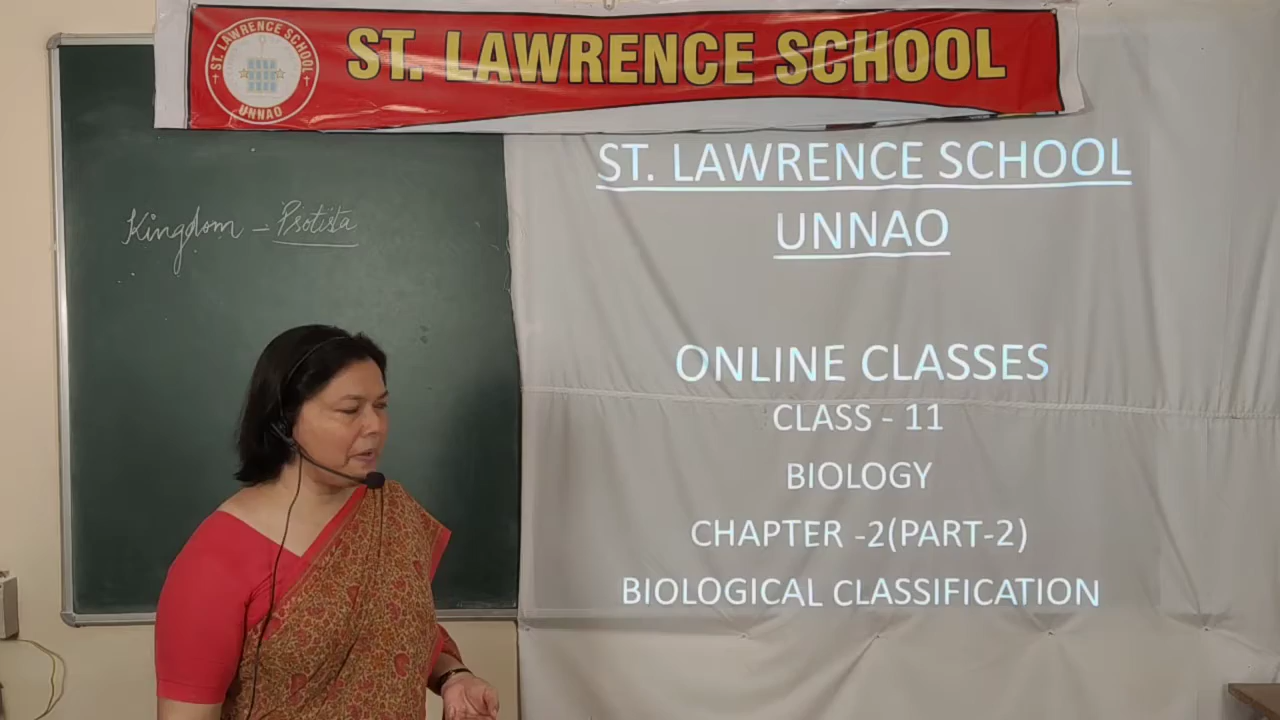 ST. LAWRENCE SCHOOL
ST. LAWRENCE SCHOOL
UNNAO
Kingdom - Protista
ST. LAWRENCE SCHOOL
UNNAO
ONLINE CLASSES
CLASS - 11
BIOLOGY
CHAPTER -2(PART-2)
BIOLOGICAL CLASSIFICATION